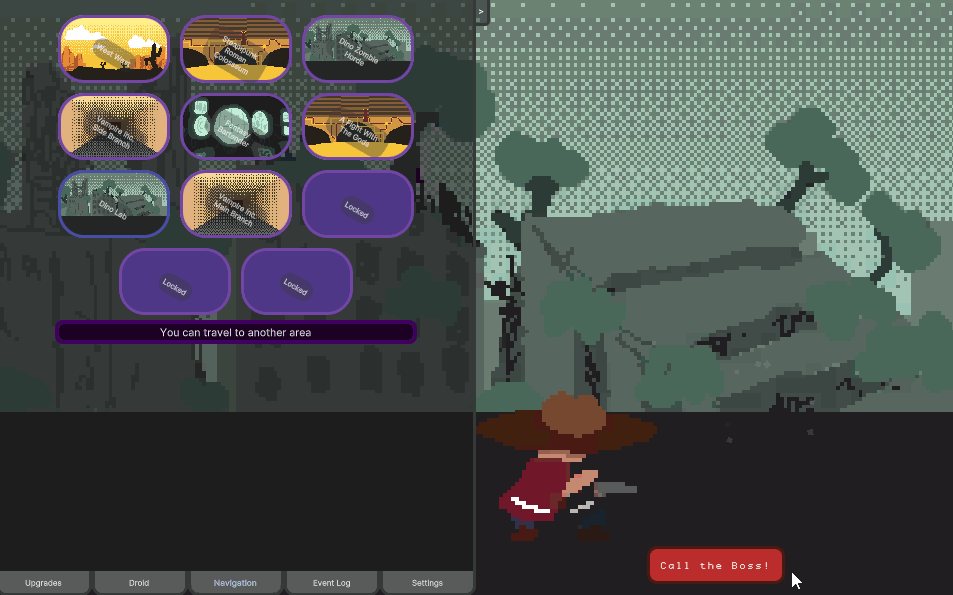 >
West West
Steampunk
Roman
Colosseum
Dino Zombie
Horde
Vampire Inc.
Side Branch
Bartender
A Fight With
The Gods
Dino Lab
Vampire Inc.
Main Branch
Locked
Locked
Locked
You can travel to another area
Call the Boss!
Upgrades
Droid
Navigation
Event Log
Settings